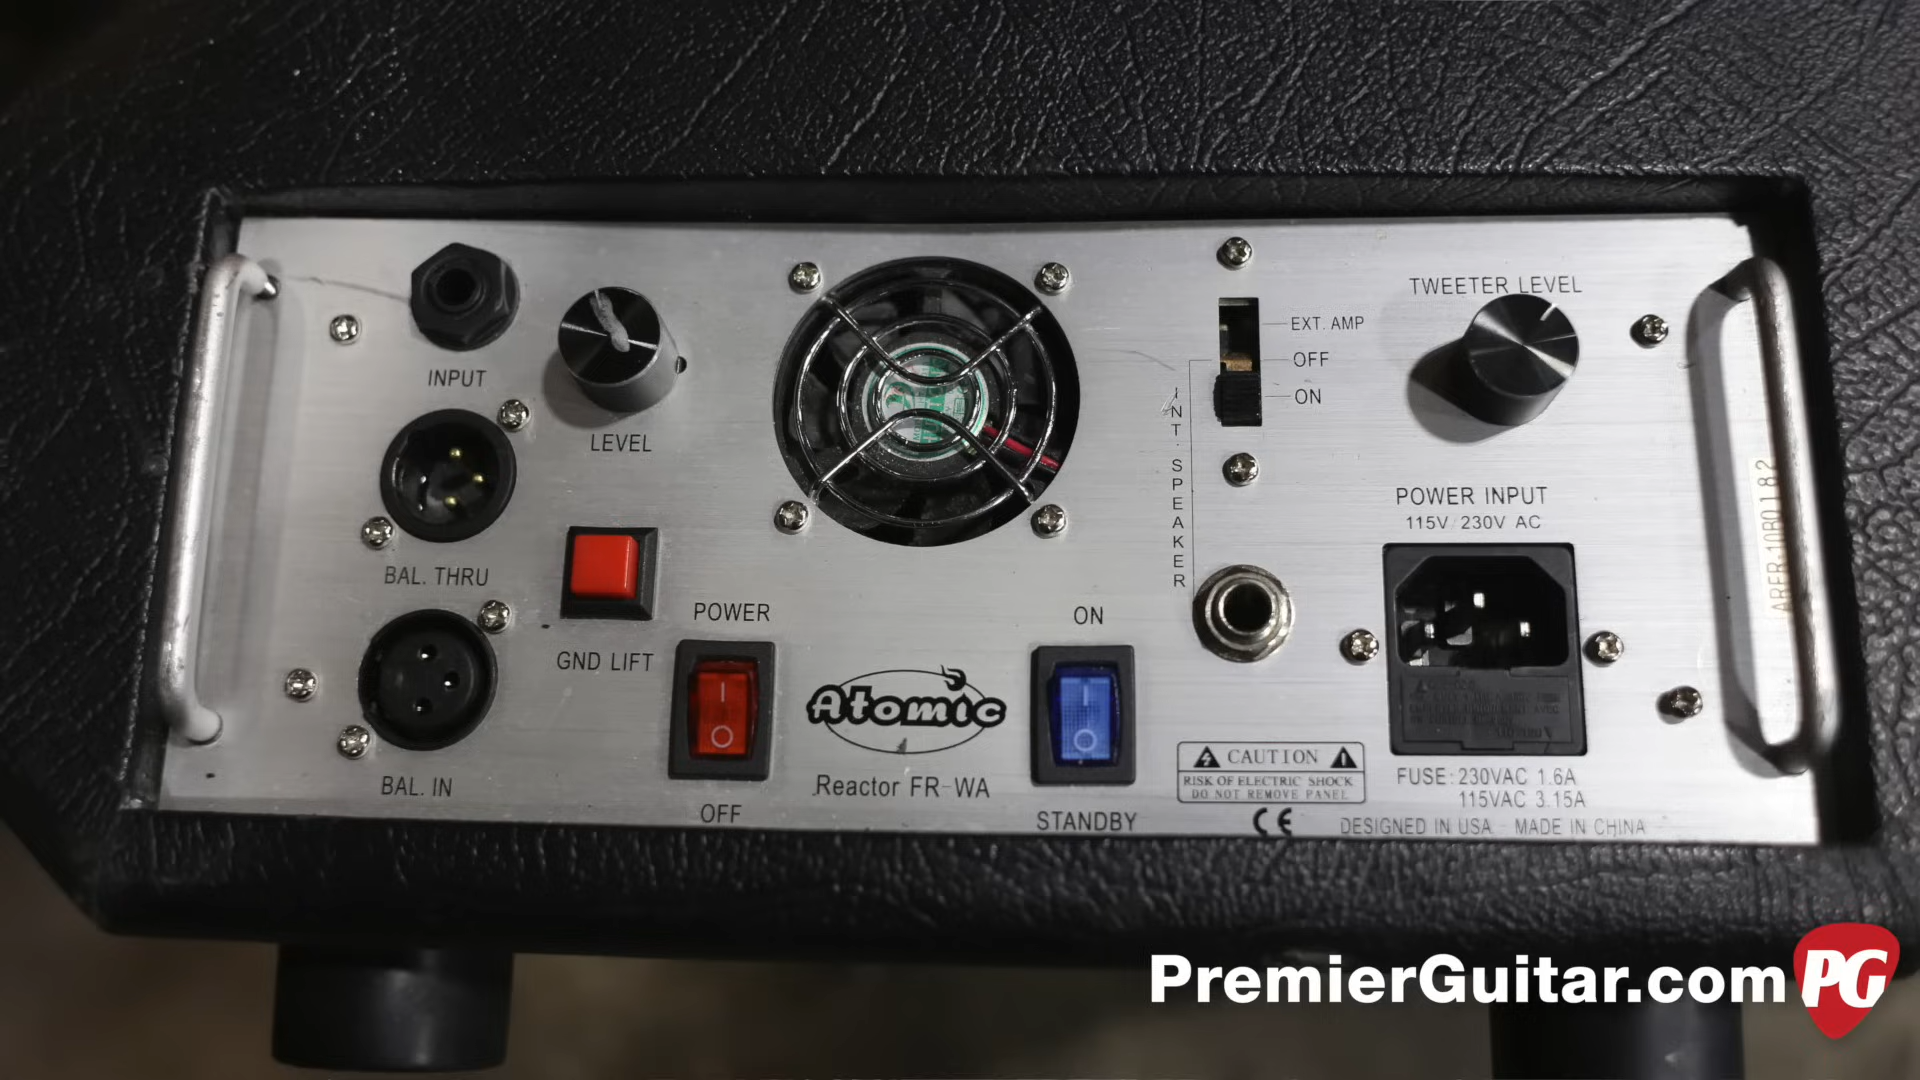 TWEETER LEVEL
EXT. AMP
OFF
ON
INPUT
LEVEL
INT. SPEAKER
POWER INPUT
115V/230V AC
BAL. THRU
GND LIFT
POWER
ON
Atomic
Reactor FR-WA
BAL. IN
OFF
STANDBY
CAUTION
RISK OF ELECTRIC SHOCK
DO NOT REMOVE PANEL
CE
FUSE: 230VAC 1.6A
115VAC 3.15A
DESIGNED IN USA MADE IN CHINA
PremierGuitar.com PG